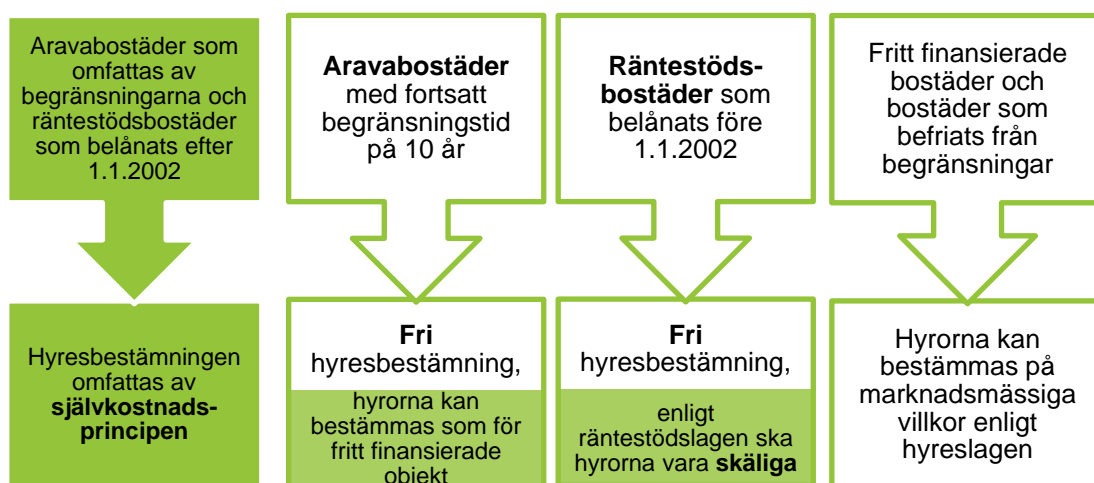 Aravabostäder som
omfattas av
begränsningarna och
räntestödsbostäder
som belånats efter
1.1.2002
Aravabostäder
med fortsatt
begränsningstid
på 10 år
Räntestöds-
bostäder som
belånats före
1.1.2002
Fritt finansierade
bostäder och
bostäder som
befriats från
begränsningar
Hyresbestämningen
omfattas av
självkostnads-
principen
Fri
hyresbestämning,
hyrorna kan
bestämmas som för
fritt finansierade
objekt
Fri
hyresbestämning,
enligt
räntestödslagen ska
hyrorna vara skäliga
Hyrorna kan
bestämmas på
marknadsmässiga
villkor enligt
hyreslagen